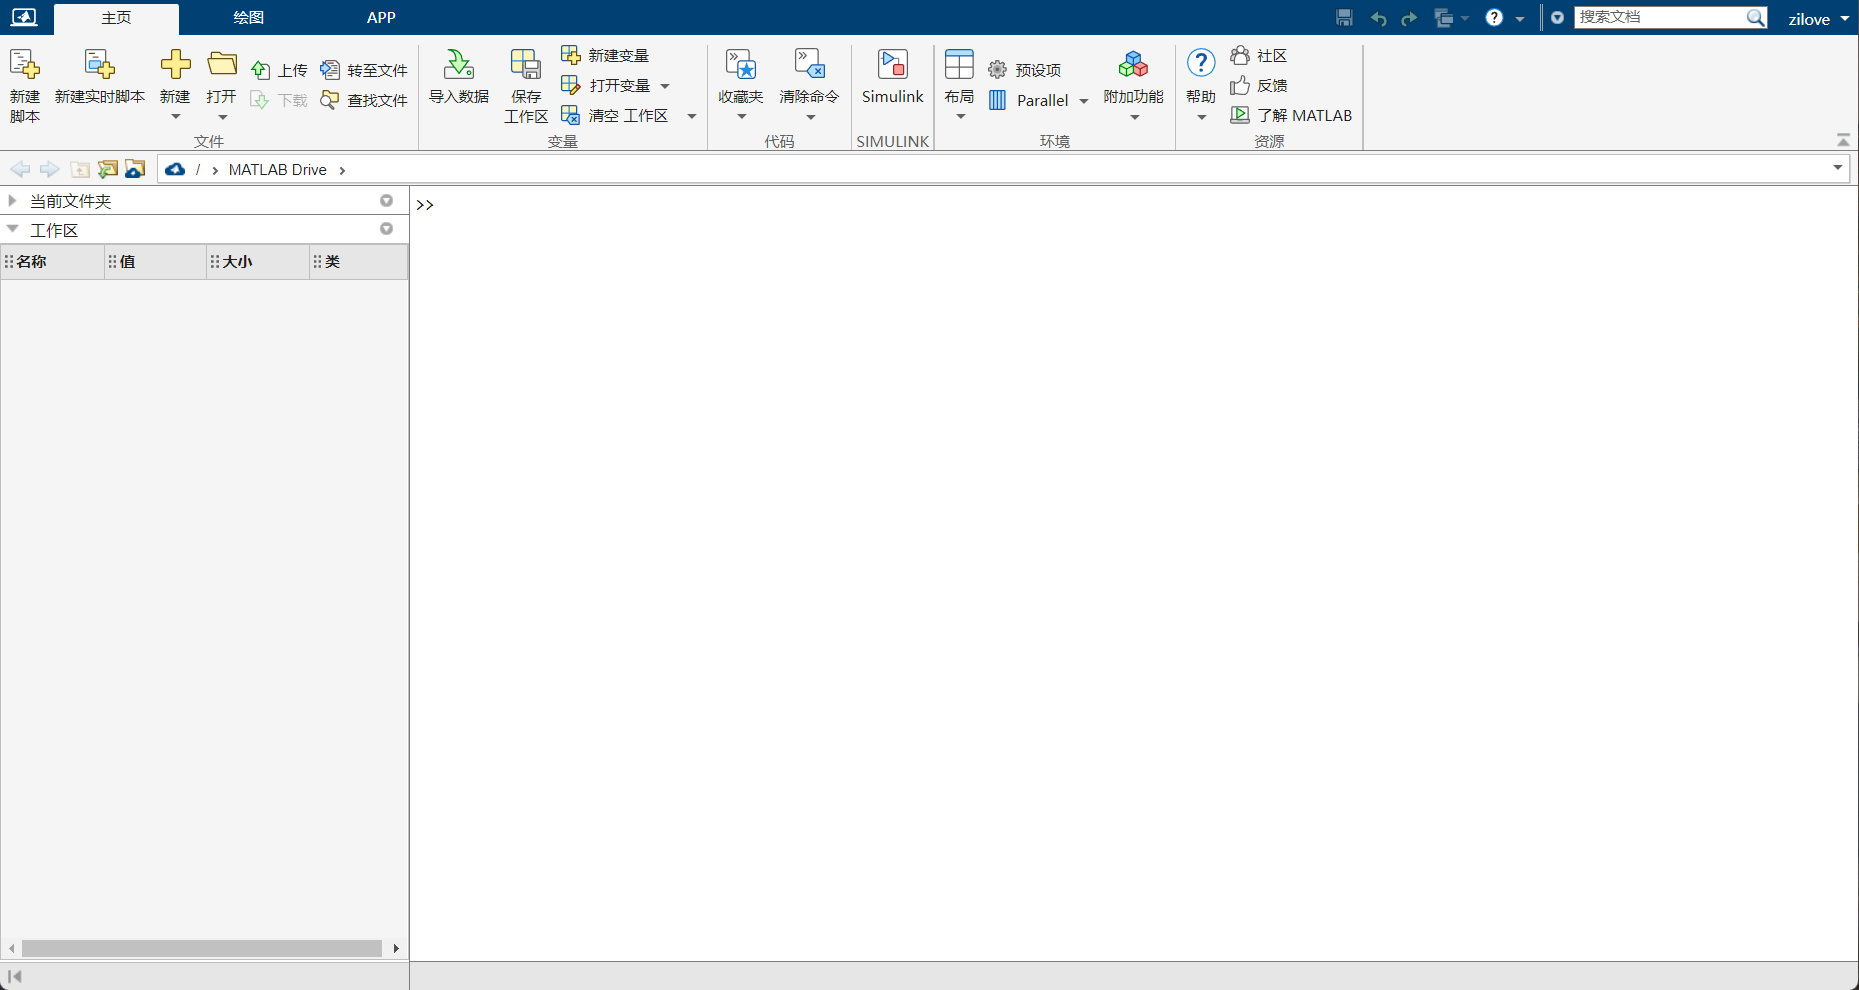 主页 绘图 APP
搜索文档 zilove
新建
脚本
新建实时脚本
新建
打开
上传
下载
转至文件
查找文件
文件
导入数据
保存
工作区
新建变量
打开变量
清空 工作区
变量
收藏夹
清除命令
代码
Simulink
SIMULINK
布局
预设项
Parallel
附加功能
环境
帮助
社区
反馈
了解 MATLAB
资源
/ › MATLAB Drive ›
当前文件夹
工作区
名称 值 大小 类
>>